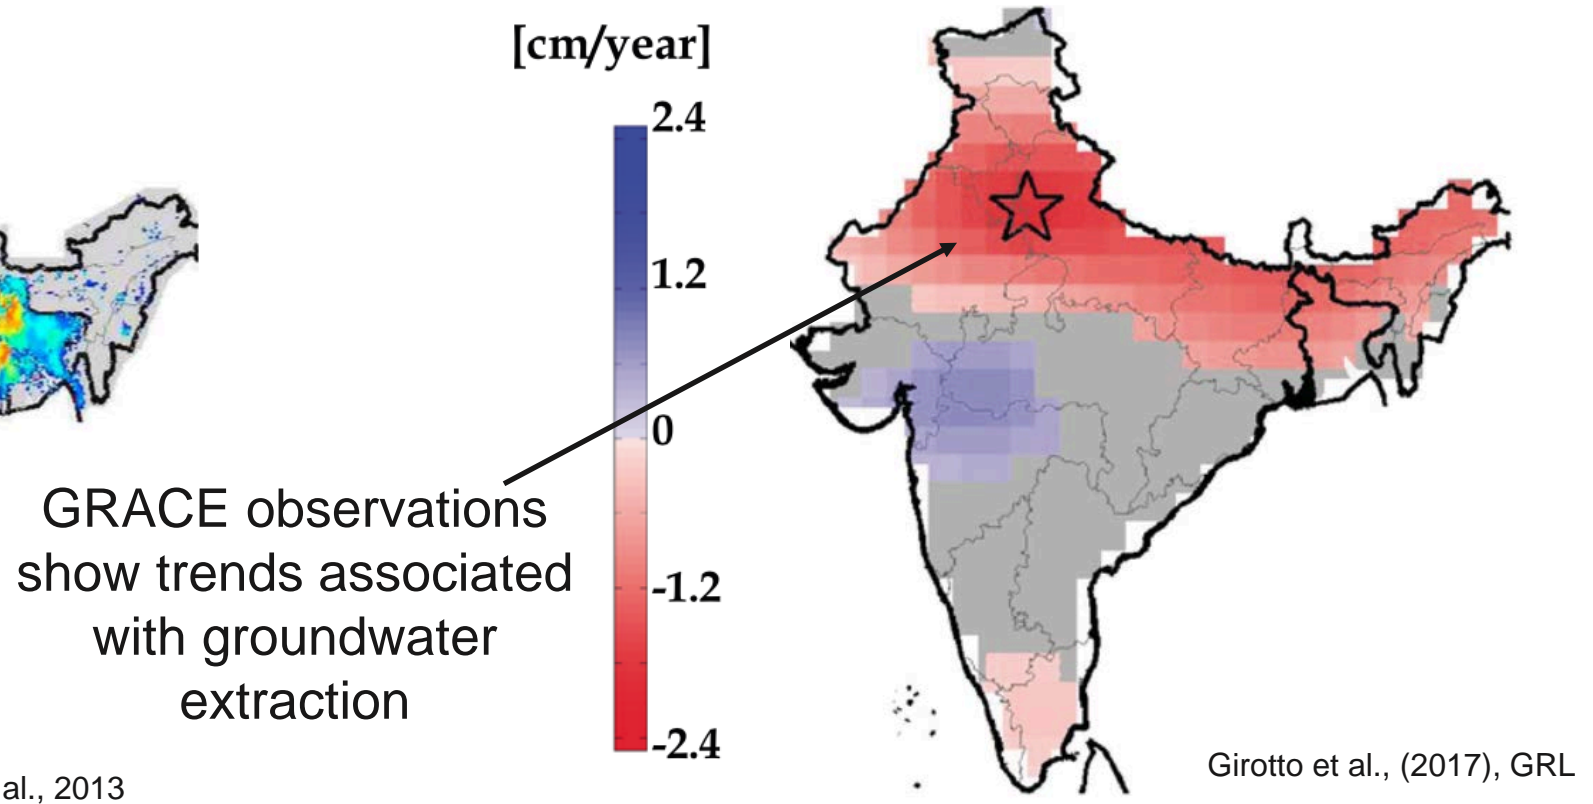 [cm/year]
2.4
1.2
0
-1.2
-2.4
GRACE observations
show trends associated
with groundwater
extraction
al., 2013
Girotto et al., (2017), GRL